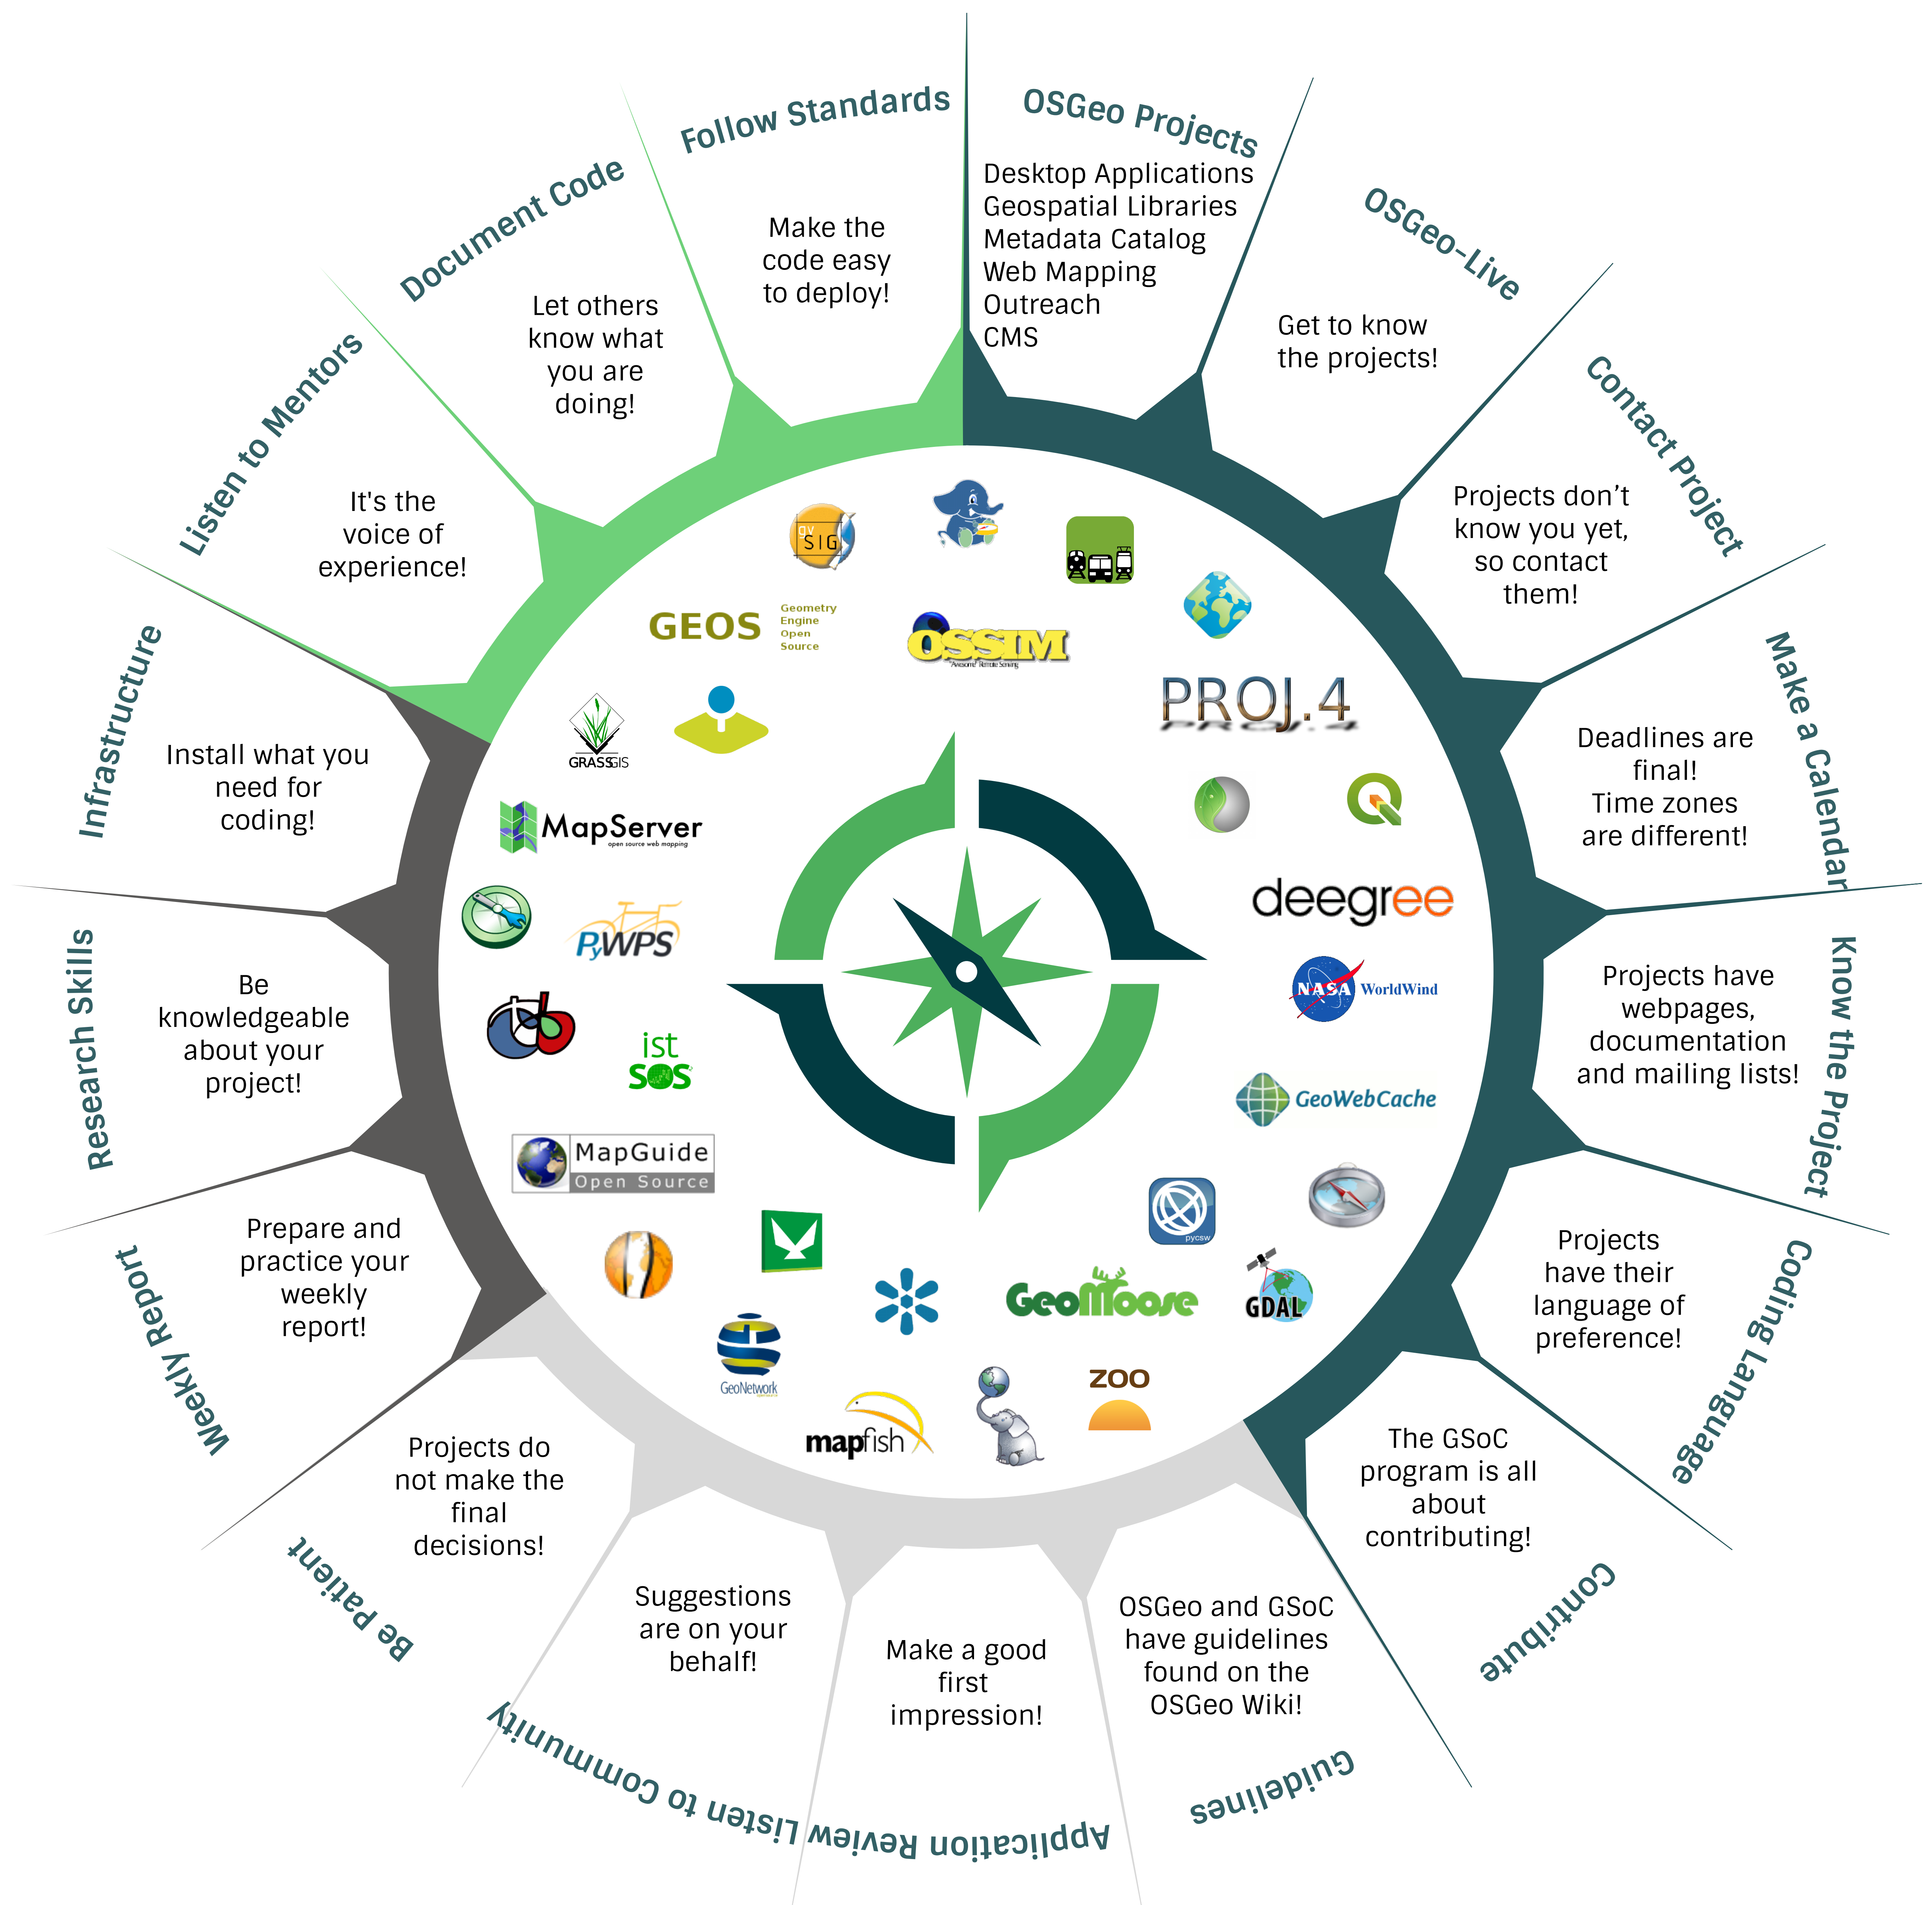 OSGeo Projects
Desktop Applications
Geospatial Libraries
Metadata Catalog
Web Mapping
Outreach
CMS
OSGeo-Live
Get to know
the projects!
Contact Project
Projects don’t
know you yet,
so contact
them!
Make a Calendar
Deadlines are
final!
Time zones
are different!
Know the Project
Projects have
webpages,
documentation
and mailing lists!
Coding Language
Projects
have their
language of
preference!
Contribute
The GSoC
program is all
about
contributing!
Guidelines
OSGeo and GSoC
have guidelines
found on the
OSGeo Wiki!
Application Review
Make a good
first
impression!
Listen to Community
Suggestions
are on your
behalf!
Be Patient
Projects do
not make the
final
decisions!
Weekly Report
Prepare and
practice your
weekly
report!
Research Skills
Be
knowledgeable
about your
project!
Infrastructure
Install what you
need for
coding!
Listen to Mentors
It's the
voice of
experience!
Document Code
Let others
know what
you are
doing!
Follow Standards
Make the
code easy
to deploy!
gv
SIG
GEOS
Geometry
Engine
Open
Source
OSSIM
"Awesome" Remote Sensing
PROJ.4
GRASS GIS
MapServer
open source web mapping
deegree
PyWPS
NASA WorldWind
ist
SOS
GeoWebCache
MapGuide
Open Source
pycsw
GeoMoose
GDAL
GeoNetwork
mapfish
ZOO